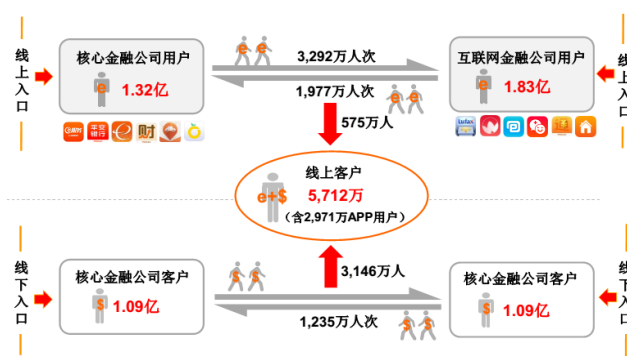 线上入口
核心金融公司用户
e
1.32亿
e e
3,292万人次
1,977万人次
e e
互联网金融公司用户
e
1.83亿
线上入口
平安银行
e
财
Lufax
575万人
线上客户
e+$
5,712万
(含2,971万APP用户)
线下入口
核心金融公司客户
$
1.09亿
$ $
3,146万人
1,235万人次
$ $
核心金融公司客户
$
1.09亿
线下入口